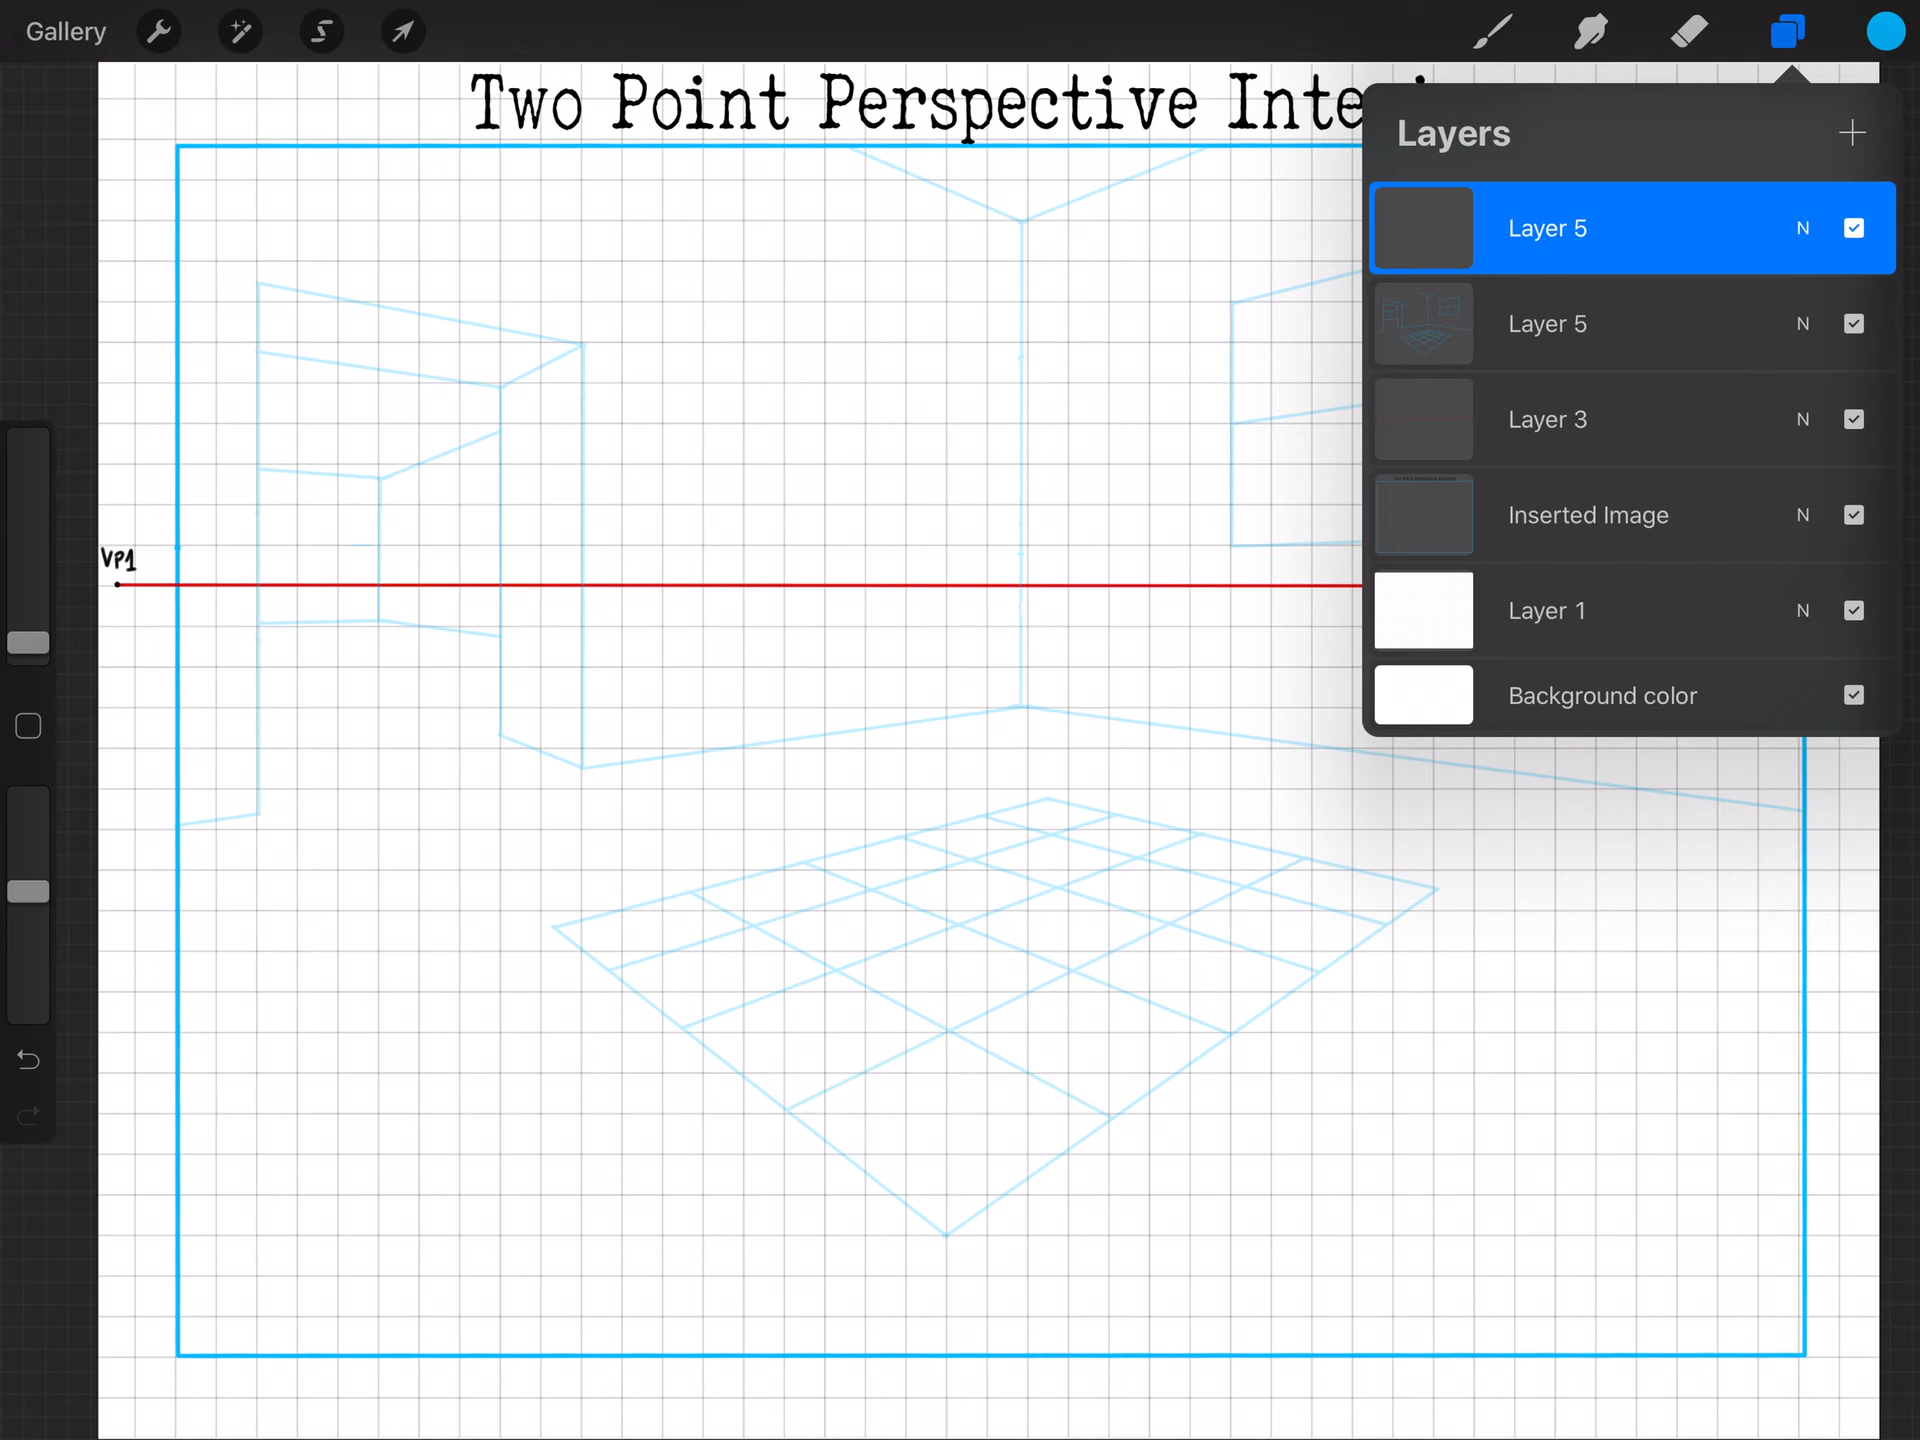 Gallery
Two Point Perspective Inte
Layers
Layer 5 N
Layer 5 N
Layer 3 N
Inserted Image N
Layer 1 N
Background color
VP1